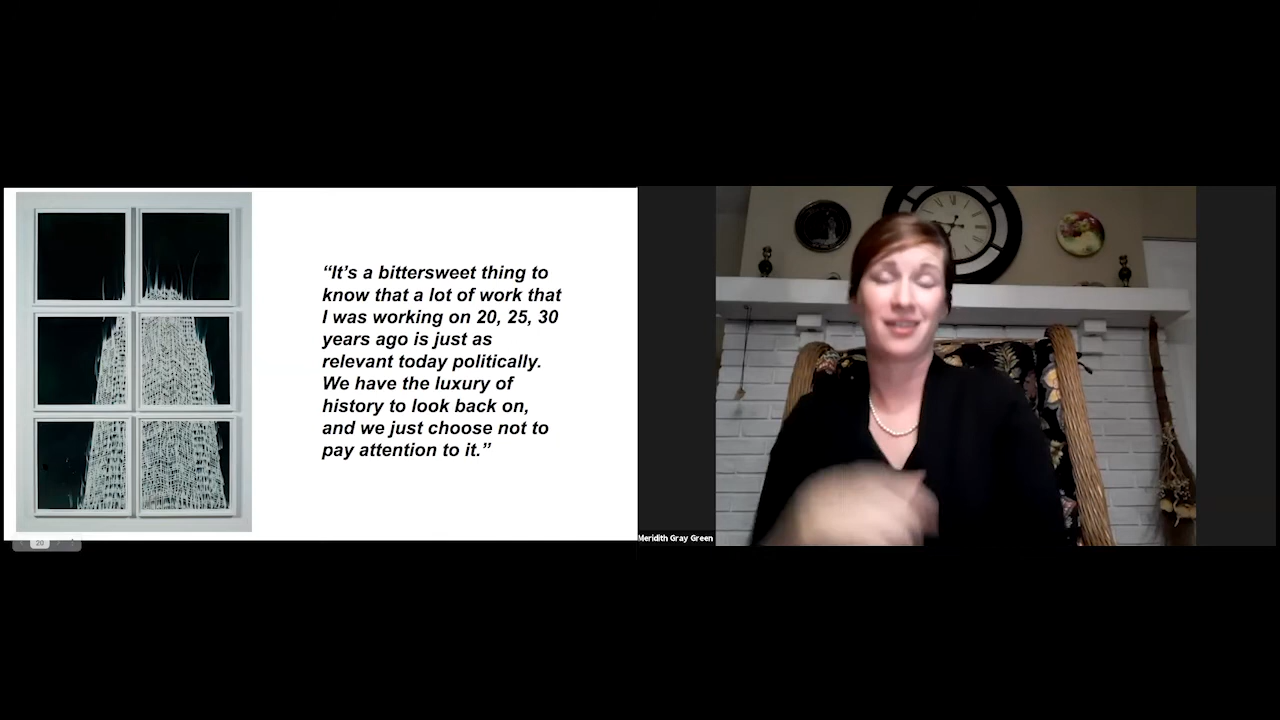 “It’s a bittersweet thing to
know that a lot of work that
I was working on 20, 25, 30
years ago is just as
relevant today politically.
We have the luxury of
history to look back on,
and we just choose not to
pay attention to it.”
20
Meridith Gray Green